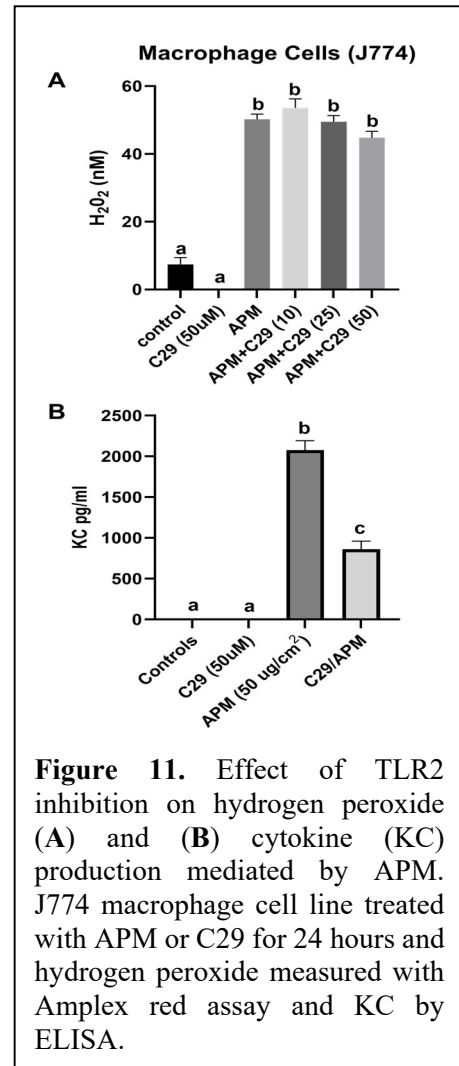 Macrophage Cells (J774)
A
H₂0₂ (nM)
60
40
20
0
a
a
b
b
b
b
control
C29 (50uM)
APM
APM+C29 (10)
APM+C29 (25)
APM+C29 (50)
B
KC pg/ml
2500
2000
1500
1000
500
0
a
a
b
c
Controls
C29 (50uM)
APM (50 ug/cm²)
C29/APM
Figure 11. Effect of TLR2
inhibition on hydrogen peroxide
(A) and (B) cytokine (KC)
production mediated by APM.
J774 macrophage cell line treated
with APM or C29 for 24 hours and
hydrogen peroxide measured with
Amplex red assay and KC by
ELISA.